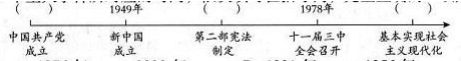 (    )    1949年    (    )    1978年    (    )
中国共产党    新中国    第二部宪法    十一届三中    基本实现社会
成立    成立    制定    全会召开    主义现代化